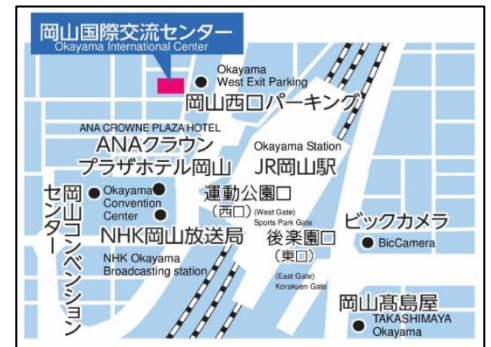 岡山国際交流センター
Okayama International Center
Okayama
West Exit Parking
岡山西口パーキング
ANA CROWNE PLAZA HOTEL
ANAクラウン
プラザホテル岡山
Okayama Station
JR岡山駅
岡山コンベンション
センター
Okayama
Convention
Center
運動公園口
(西口)
(West Gate)
Sports Park Gate
NHK岡山放送局
NHK Okayama
Broadcasting station
後楽園口
(東口)
(East Gate)
Korakuen Gate
ビックカメラ
BicCamera
岡山髙島屋
TAKASHIMAYA
Okayama